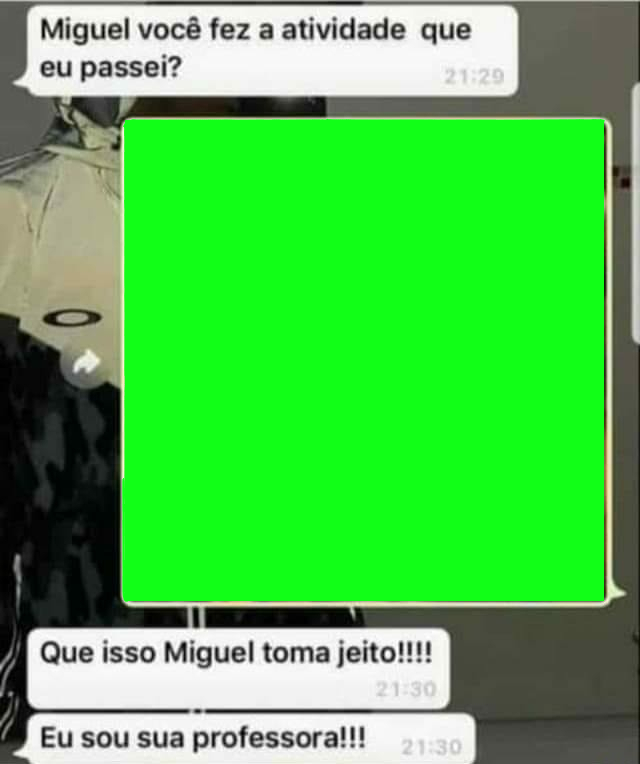 Miguel você fez a atividade que
eu passei?
21:29
Que isso Miguel toma jeito!!!!
21:30
Eu sou sua professora!!!
21:30